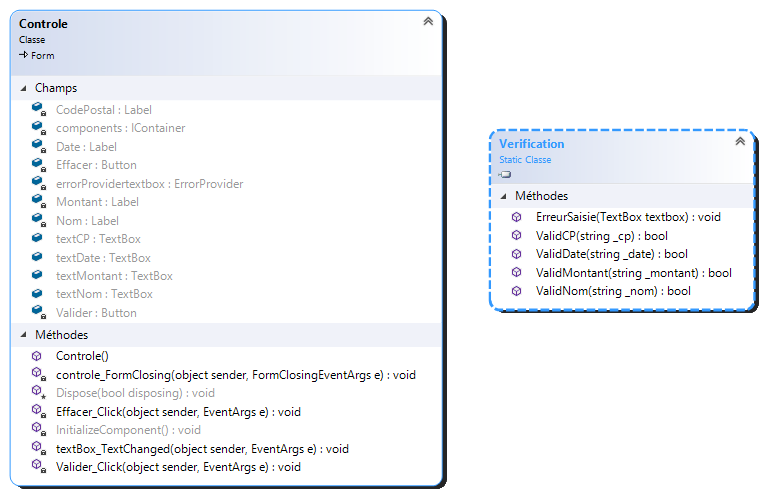 Controle
Classe
Form
Champs
CodePostal : Label
components : IContainer
Date : Label
Effacer : Button
errorProvidertextbox : ErrorProvider
Montant : Label
Nom : Label
textCP : TextBox
textDate : TextBox
textMontant : TextBox
textNom : TextBox
Valider : Button
Méthodes
Controle()
controle_FormClosing(object sender, FormClosingEventArgs e) : void
Dispose(bool disposing) : void
Effacer_Click(object sender, EventArgs e) : void
InitializeComponent() : void
textBox_TextChanged(object sender, EventArgs e) : void
Valider_Click(object sender, EventArgs e) : void
Verification
Static Classe
Méthodes
ErreurSaisie(TextBox textbox) : void
ValidCP(string _cp) : bool
ValidDate(string _date) : bool
ValidMontant(string _montant) : bool
ValidNom(string _nom) : bool